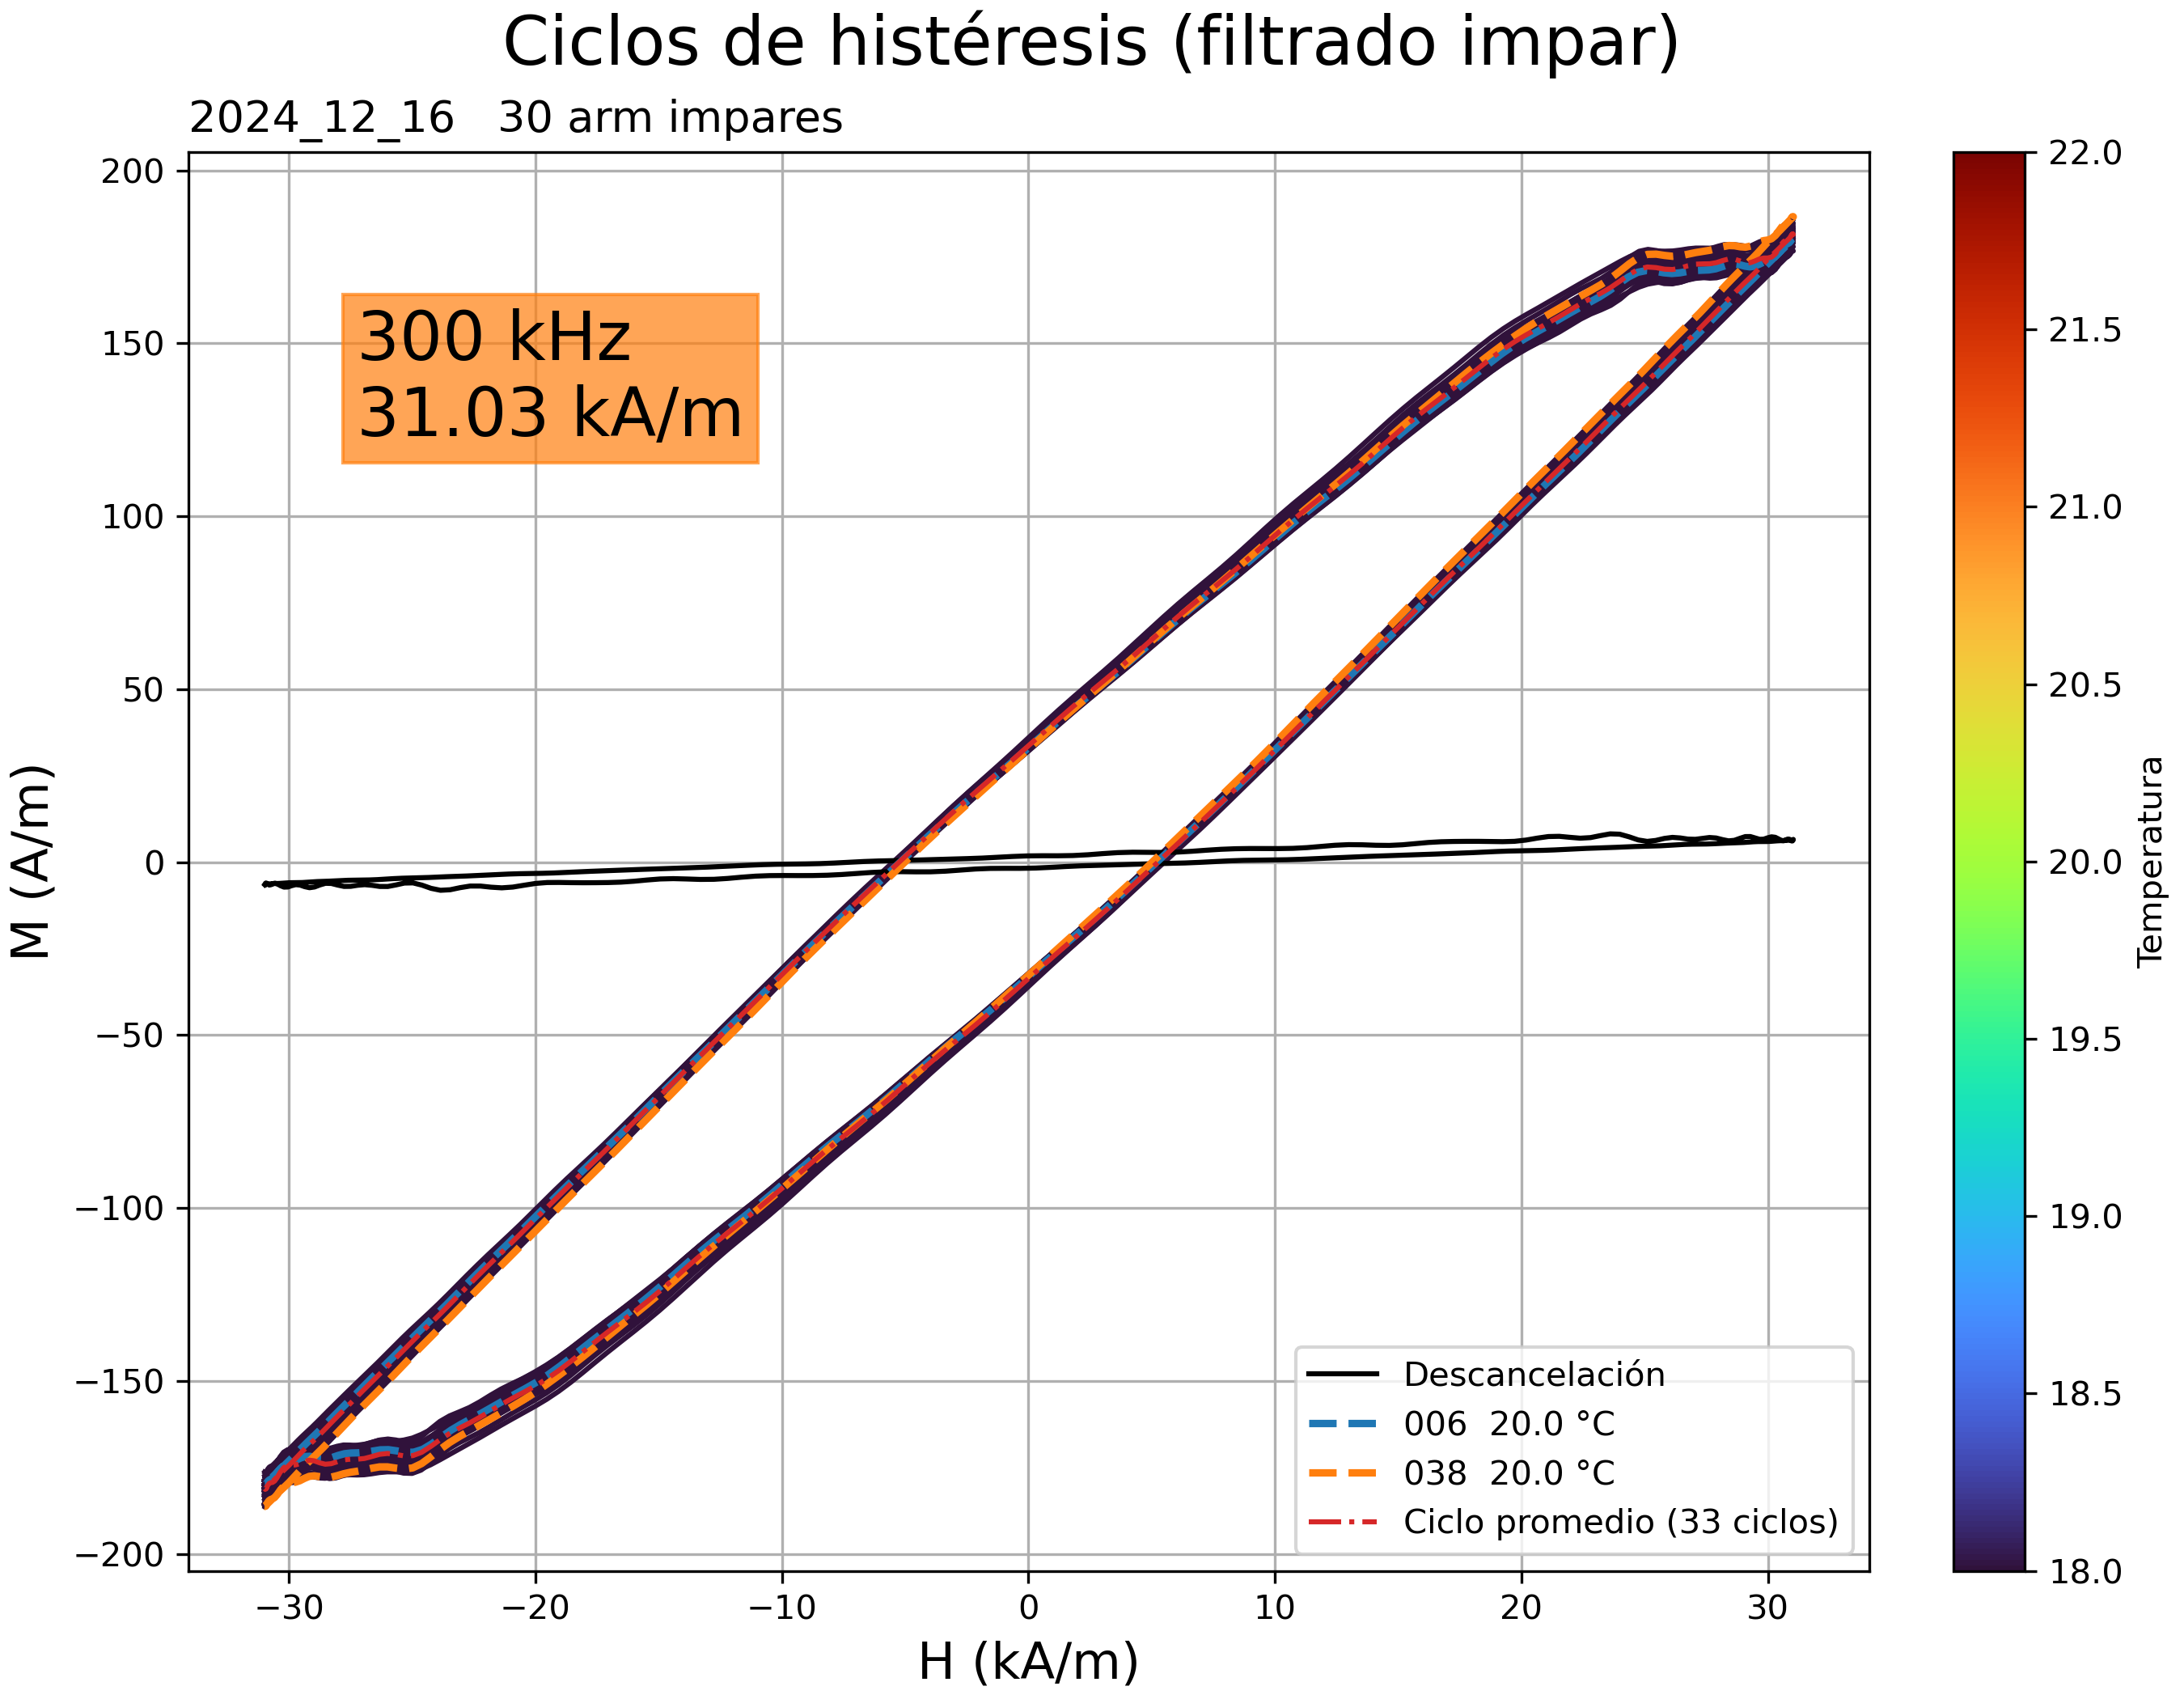 Ciclos de histéresis (filtrado impar)
2024_12_16   30 arm impares
300 kHz
31.03 kA/m
M (A/m)
200
150
100
50
0
−50
−100
−150
−200
−30
−20
−10
0
10
20
30
H (kA/m)
Descancelación
006  20.0 °C
038  20.0 °C
Ciclo promedio (33 ciclos)
22.0
21.5
21.0
20.5
20.0
19.5
19.0
18.5
18.0
Temperatura